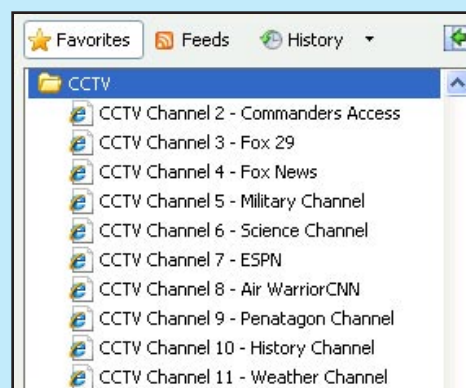 Favorites Feeds History
CCTV
CCTV Channel 2 - Commanders Access
CCTV Channel 3 - Fox 29
CCTV Channel 4 - Fox News
CCTV Channel 5 - Military Channel
CCTV Channel 6 - Science Channel
CCTV Channel 7 - ESPN
CCTV Channel 8 - Air WarriorCNN
CCTV Channel 9 - Penatagon Channel
CCTV Channel 10 - History Channel
CCTV Channel 11 - Weather Channel